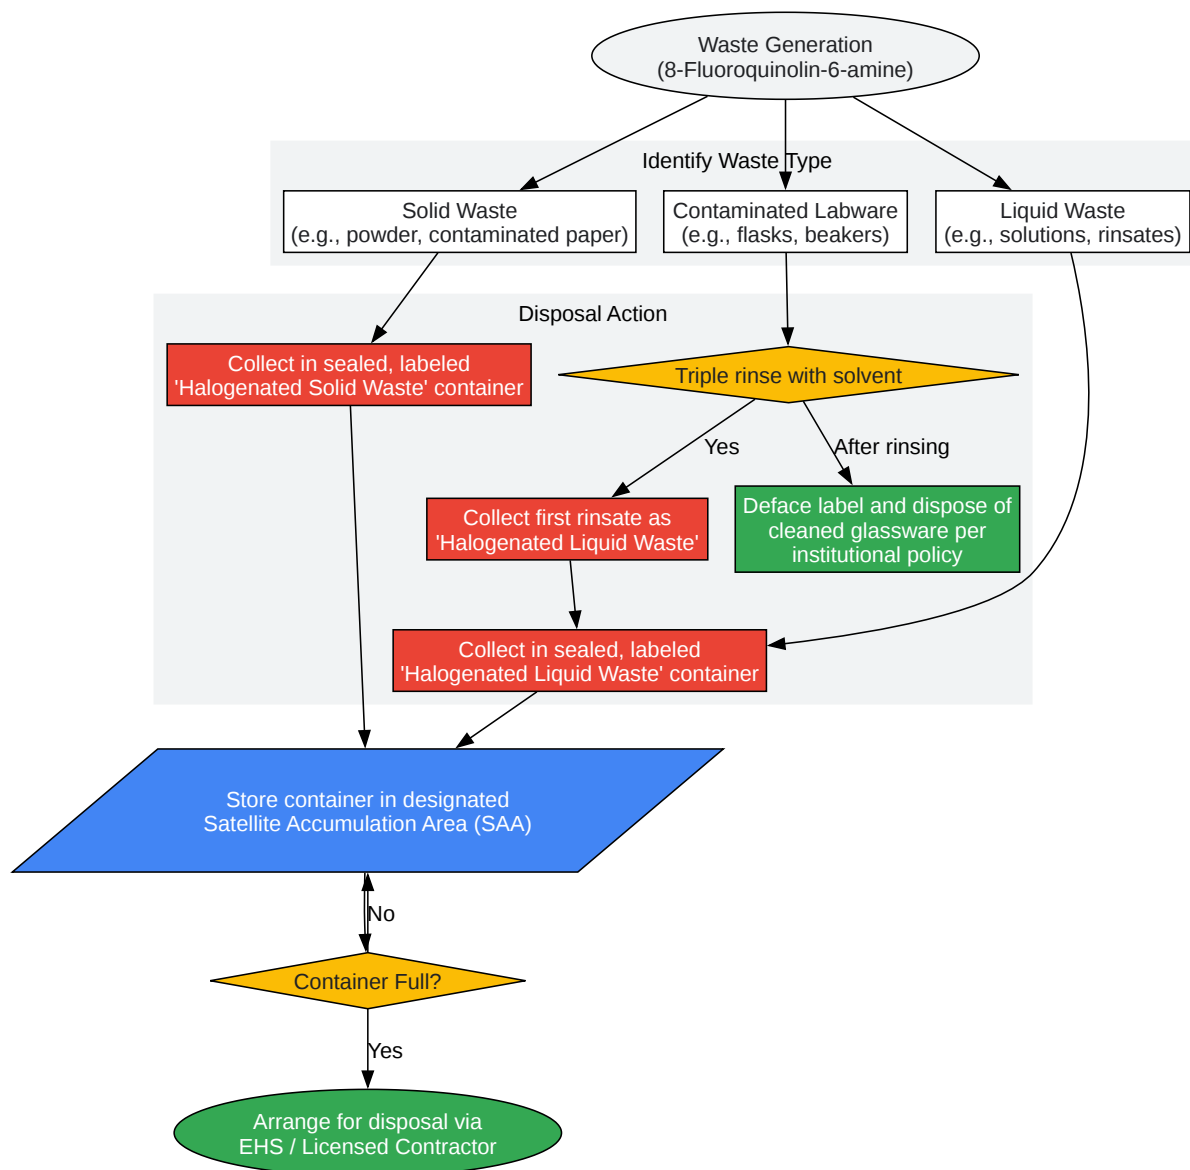 Waste Generation
(8-Fluoroquinolin-6-amine)
Identify Waste Type
Solid Waste
(e.g., powder, contaminated paper)
Contaminated Labware
(e.g., flasks, beakers)
Liquid Waste
(e.g., solutions, rinsates)
Disposal Action
Collect in sealed, labeled
'Halogenated Solid Waste' container
Triple rinse with solvent
Yes
After rinsing
Collect first rinsate as
'Halogenated Liquid Waste'
Deface label and dispose of
cleaned glassware per
institutional policy
Collect in sealed, labeled
'Halogenated Liquid Waste' container
Store container in designated
Satellite Accumulation Area (SAA)
No
Container Full?
Yes
Arrange for disposal via
EHS / Licensed Contractor